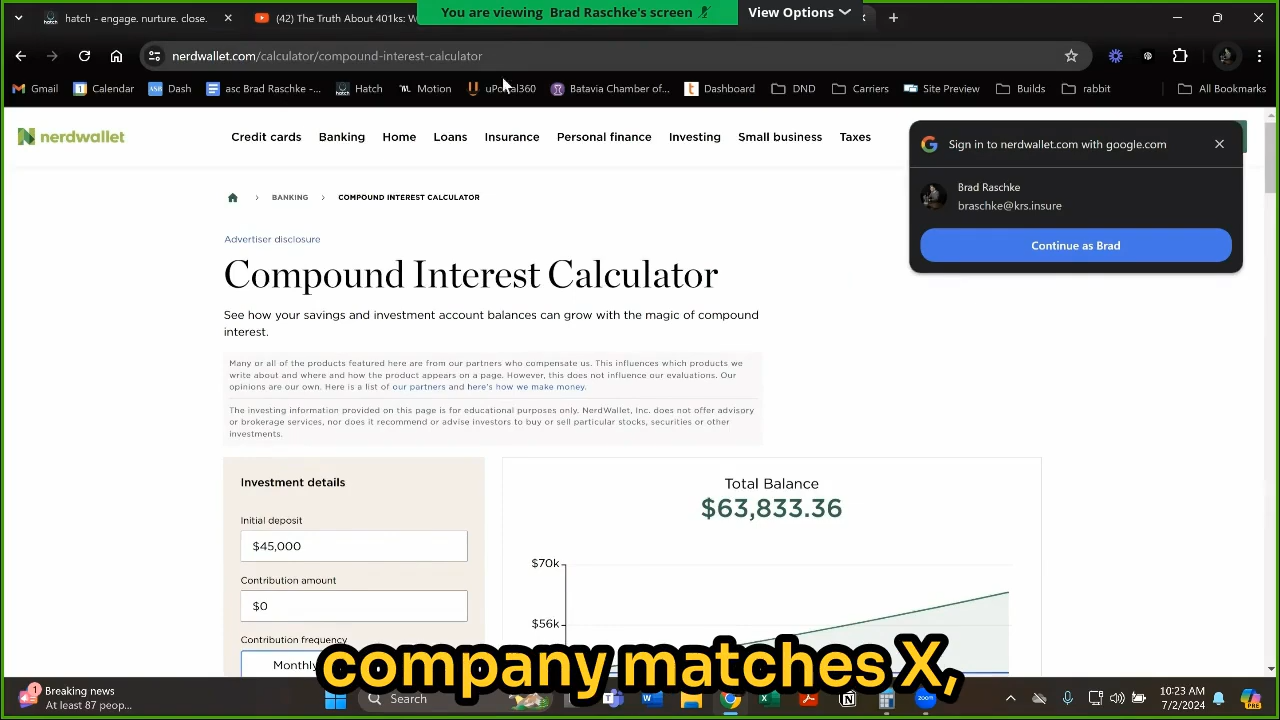 You are viewing Brad Raschke's screen
View Options
hatch - engage. nurture. close.
(42) The Truth About 401ks: W
nerdwallet.com/calculator/compound-interest-calculator
Gmail
Calendar
Dash
asc Brad Raschke -...
Hatch
Motion
uPortal360
Batavia Chamber of...
Dashboard
DND
Carriers
Site Preview
Builds
rabbit
All Bookmarks
nerdwallet
Credit cards
Banking
Home
Loans
Insurance
Personal finance
Investing
Small business
Taxes
Sign in to nerdwallet.com with google.com
Brad Raschke
braschke@krs.insure
Continue as Brad
BANKING
COMPOUND INTEREST CALCULATOR
Advertiser disclosure
Compound Interest Calculator
See how your savings and investment account balances can grow with the magic of compound
interest.
Many or all of the products featured here are from our partners who compensate us. This influences which products we
write about and where and how the product appears on a page. However, this does not influence our evaluations. Our
opinions are our own. Here is a list of our partners and here's how we make money.
The investing information provided on this page is for educational purposes only. NerdWallet, Inc. does not offer advisory
or brokerage services, nor does it recommend or advise investors to buy or sell particular stocks, securities or other
investments.
Investment details
Initial deposit
$45,000
Contribution amount
$0
Contribution frequency
Monthly
Total Balance
$63,833.36
$70k
$56k
company matches X,
Breaking news
At least 87 peop...
Search
10:23 AM
7/2/2024